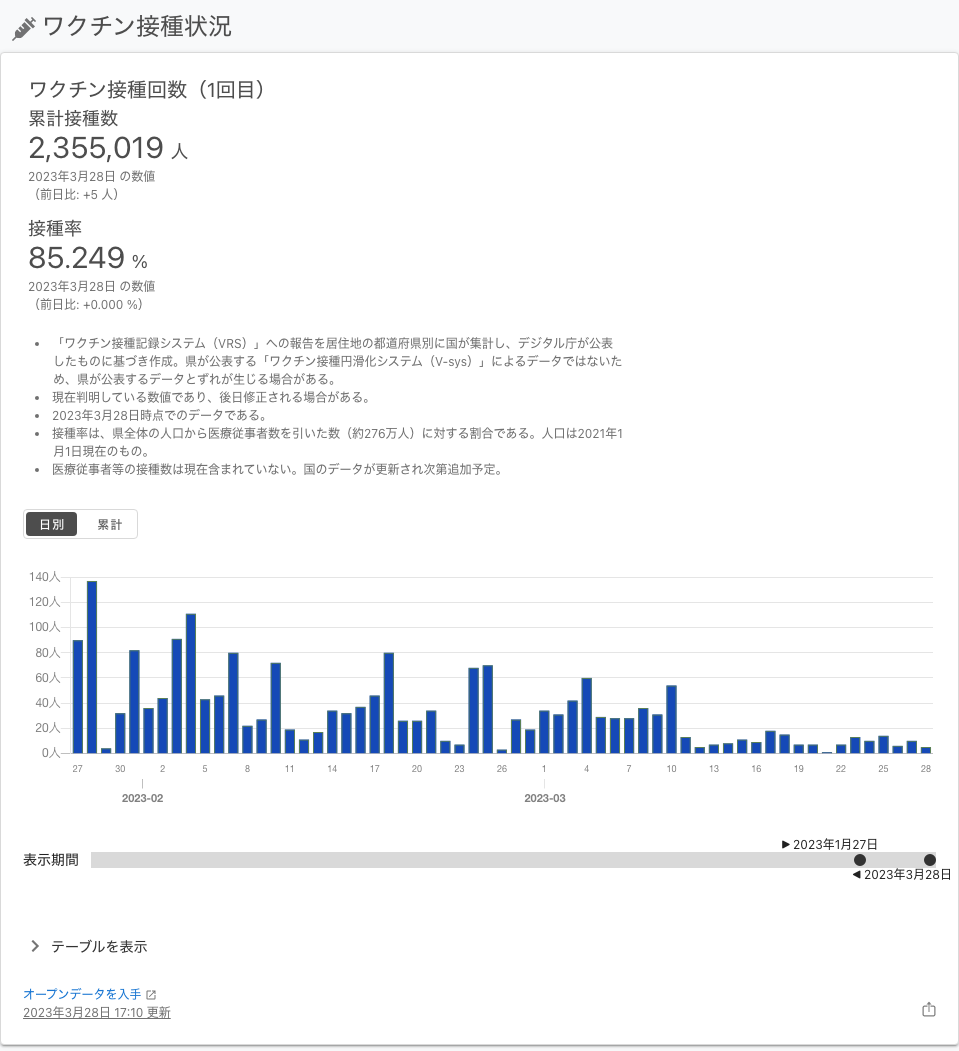 ワクチン接種状況
ワクチン接種回数（1回目）
累計接種数
2,355,019 人
2023年3月28日 の数値
（前日比: +5 人）
接種率
85.249 %
2023年3月28日 の数値
（前日比: +0.000 %）
• 「ワクチン接種記録システム（VRS）」への報告を居住地の都道府県別に国が集計し、デジタル庁が公表
したものに基づき作成。県が公表する「ワクチン接種円滑化システム（V-sys）」によるデータではないた
め、県が公表するデータとずれが生じる場合がある。
• 現在判明している数値であり、後日修正される場合がある。
• 2023年3月28日時点でのデータである。
• 接種率は、県全体の人口から医療従事者数を引いた数（約276万人）に対する割合である。人口は2021年1
月1日現在のもの。
• 医療従事者等の接種数は現在含まれていない。国のデータが更新され次第追加予定。
日別 累計
140人
120人
100人
80人
60人
40人
20人
0人
27 30 2 5 8 11 14 17 20 23 26 1 4 7 10 13 16 19 22 25 28
2023-02 2023-03
▶ 2023年1月27日
表示期間
◀ 2023年3月28日
テーブルを表示
オープンデータを入手
2023年3月28日 17:10 更新